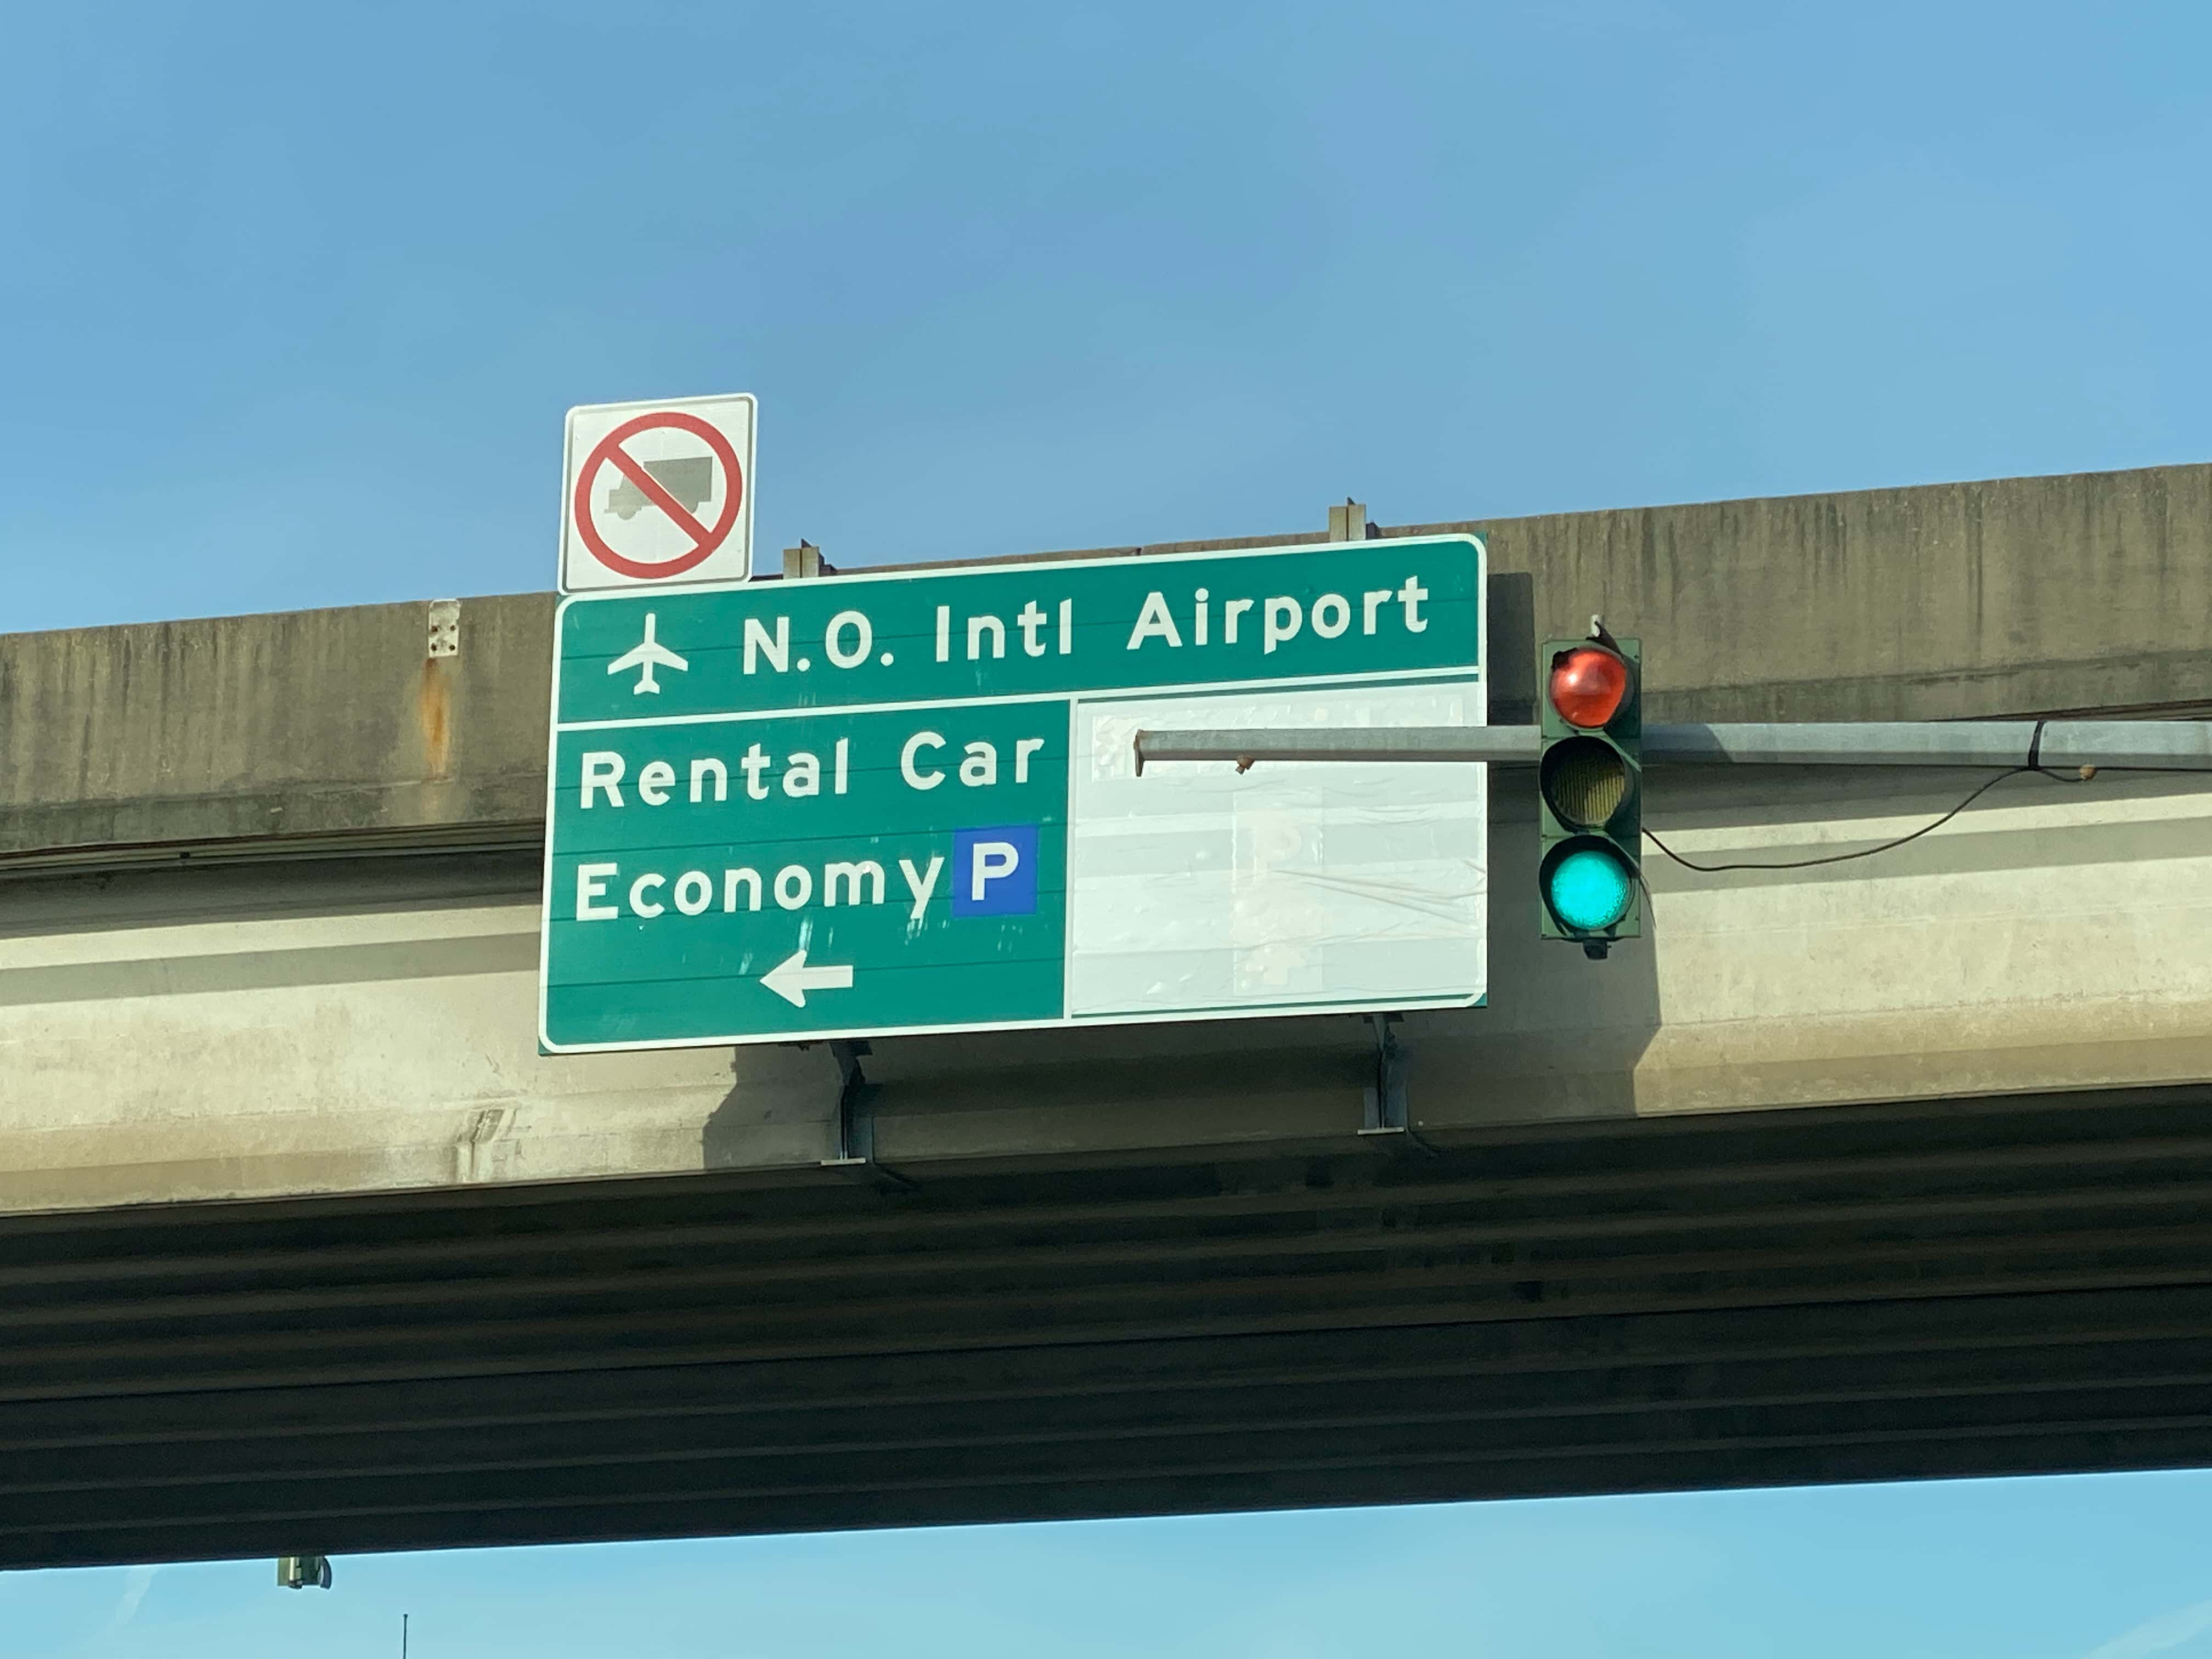 N.O. Intl Airport
Rental Car
Economy P
P